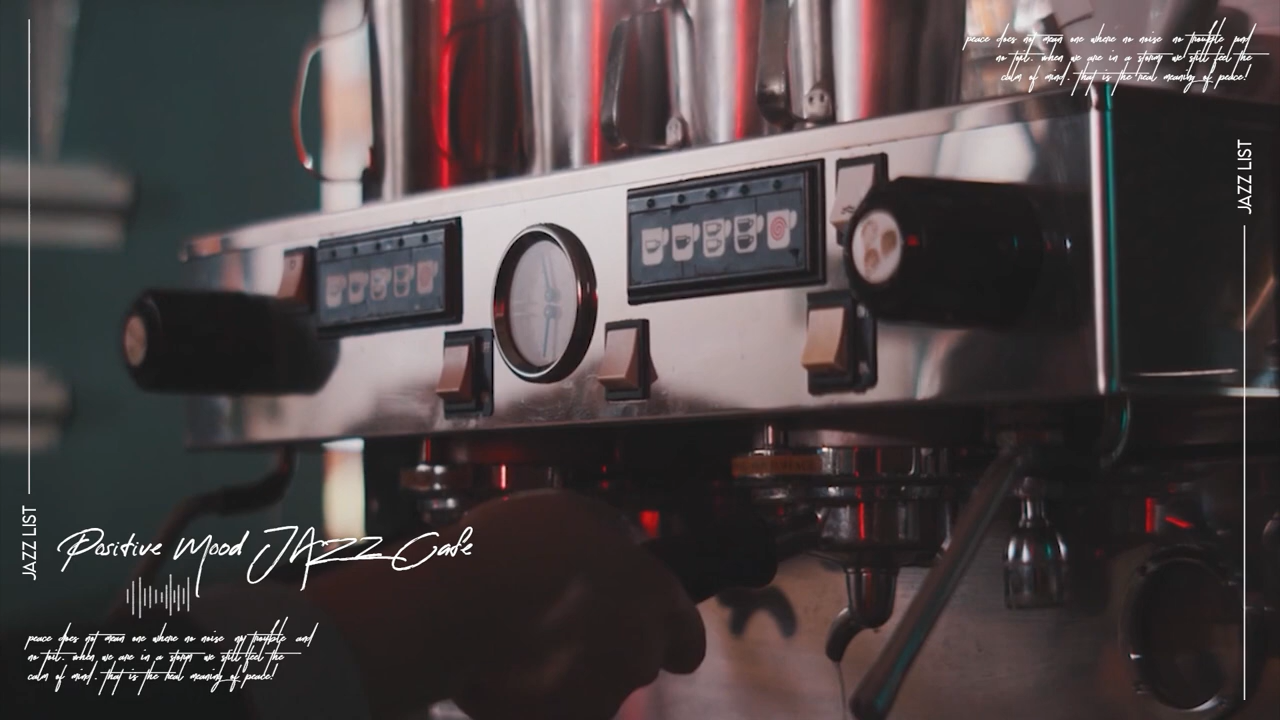 peace does not mean one where no noise no trouble and
no toil. when we are in a storm we still feel the
calm of mind. that is the real meaning of peace!
JAZZ LIST
JAZZ LIST
Positive Mood JAZZ Cafe
peace does not mean one where no noise no trouble and
no toil. when we are in a storm we still feel the
calm of mind. that is the real meaning of peace!